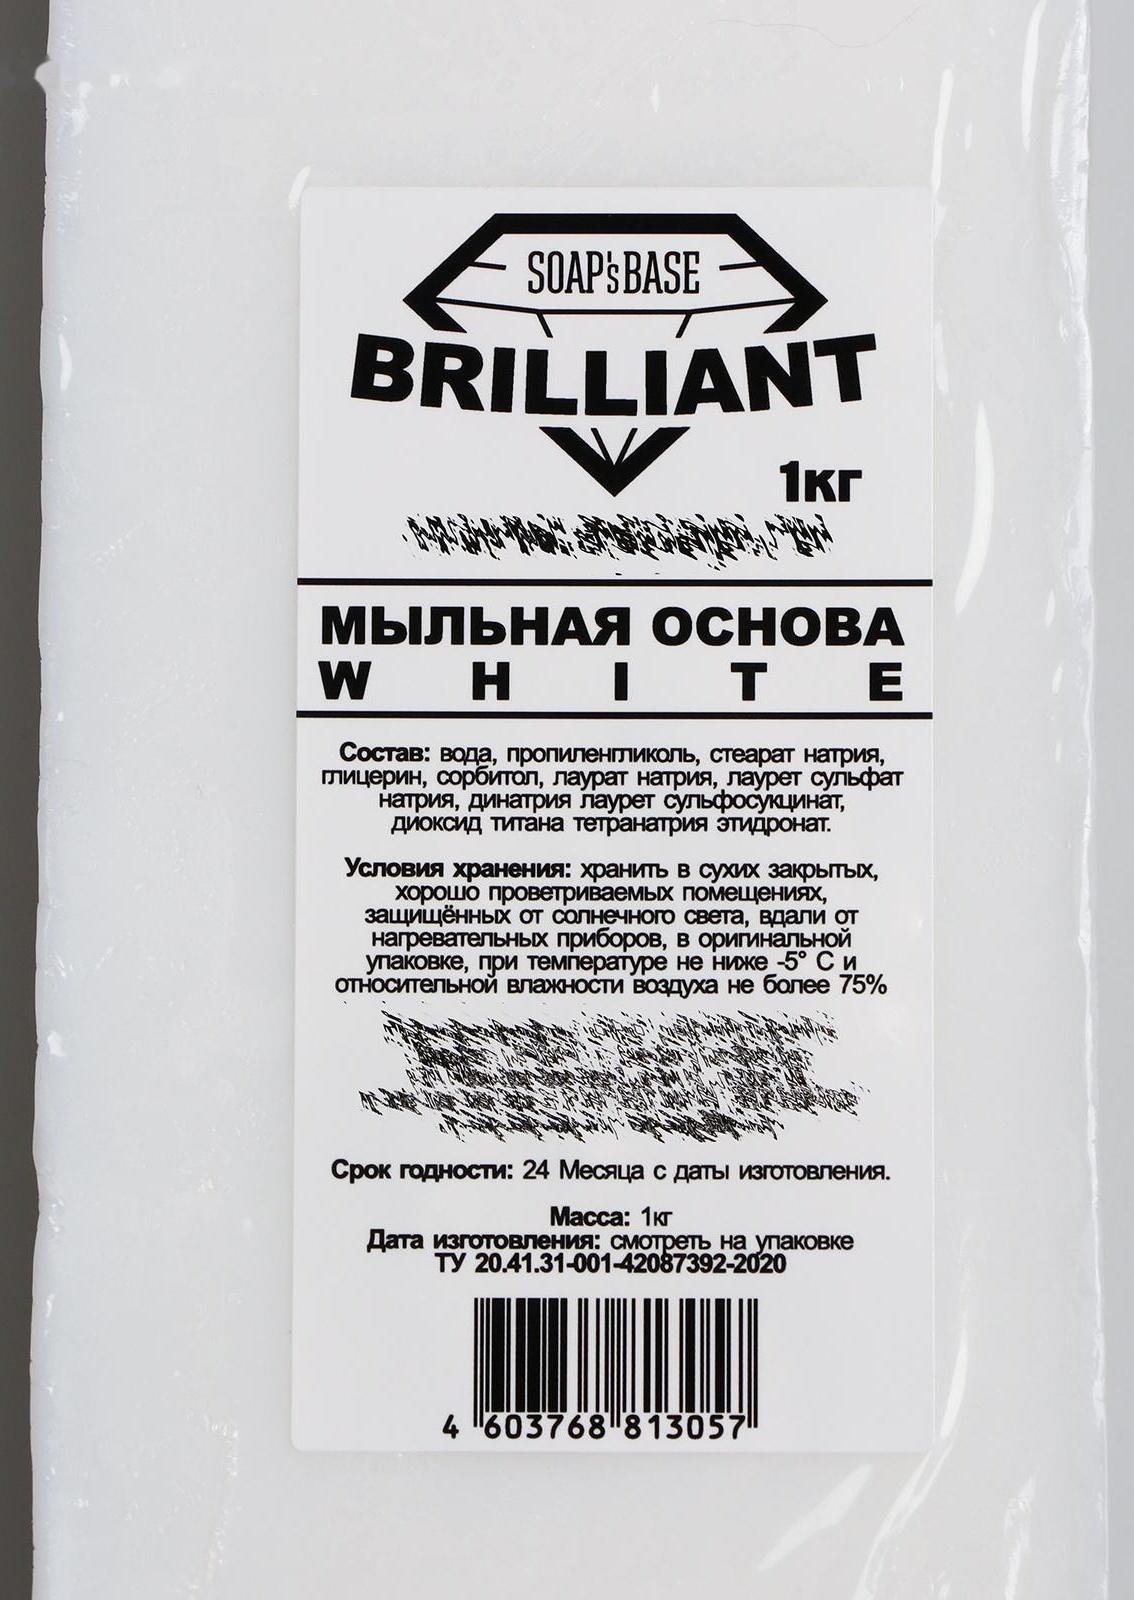 SOAP'S BASE
BRILLIANT
1кг
МЫЛЬНАЯ ОСНОВА
WHITE
Состав: вода, пропиленгликоль, стеарат натрия,
глицерин, сорбитол, лаурат натрия, лаурет сульфат
натрия, динатрия лаурет сульфосукцинат,
диоксид титана тетранатрия этидронат.
Условия хранения: хранить в сухих закрытых,
хорошо проветриваемых помещениях,
защищённых от солнечного света, вдали от
нагревательных приборов, в оригинальной
упаковке, при температуре не ниже -5° С и
относительной влажности воздуха не более 75%
Срок годности: 24 Месяца с даты изготовления.
Масса: 1кг
Дата изготовления: смотреть на упаковке
ТУ 20.41.31-001-42087392-2020
4 603768 813057